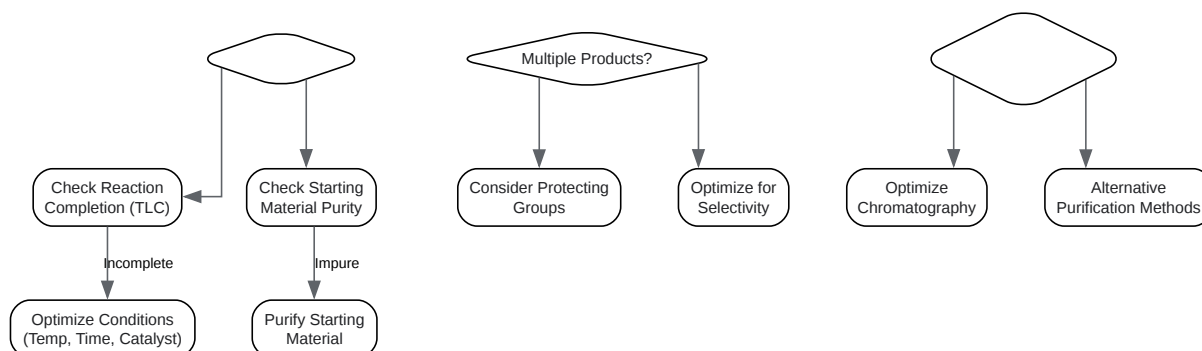 Multiple Products?
Check Reaction
Completion (TLC)
Check Starting
Material Purity
Consider Protecting
Groups
Optimize for
Selectivity
Optimize
Chromatography
Alternative
Purification Methods
Incomplete
Impure
Optimize Conditions
(Temp, Time, Catalyst)
Purify Starting
Material